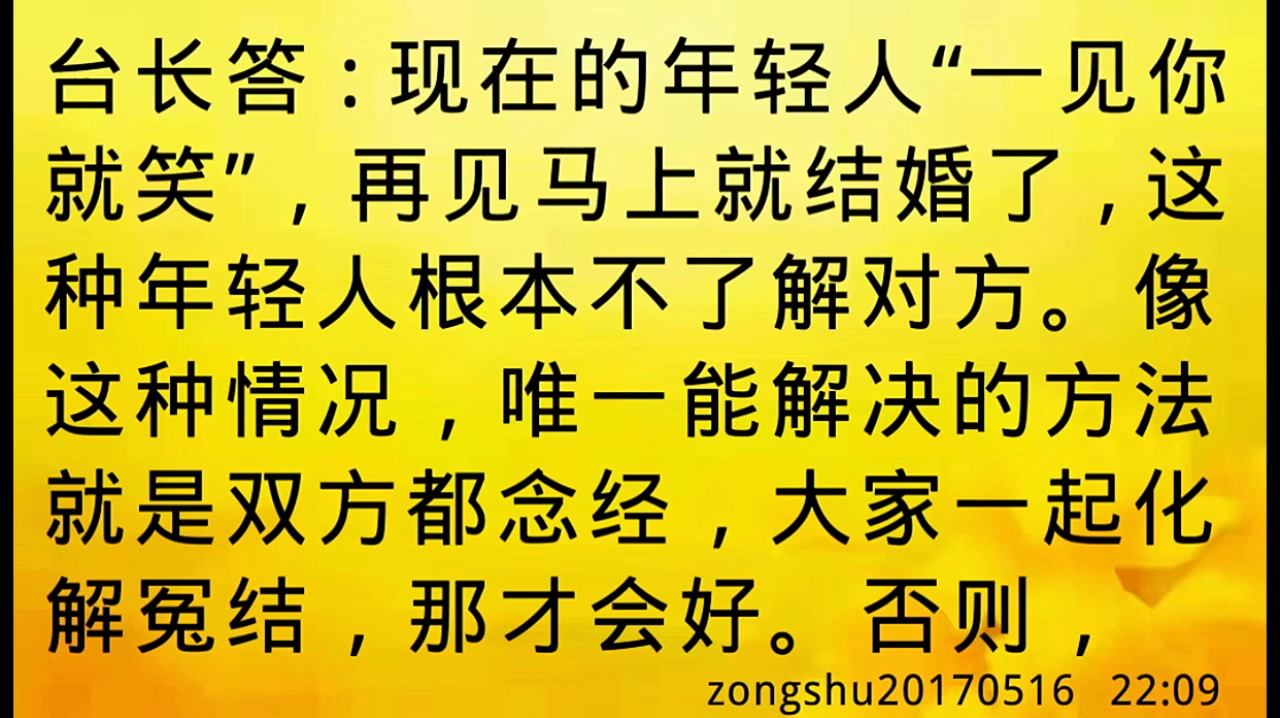 台长答：现在的年轻人“一见你
就笑”，再见马上就结婚了，这
种年轻人根本不了解对方。像
这种情况，唯一能解决的方法
就是双方都念经，大家一起化
解冤结，那才会好。否则，
zongshu20170516 22:09